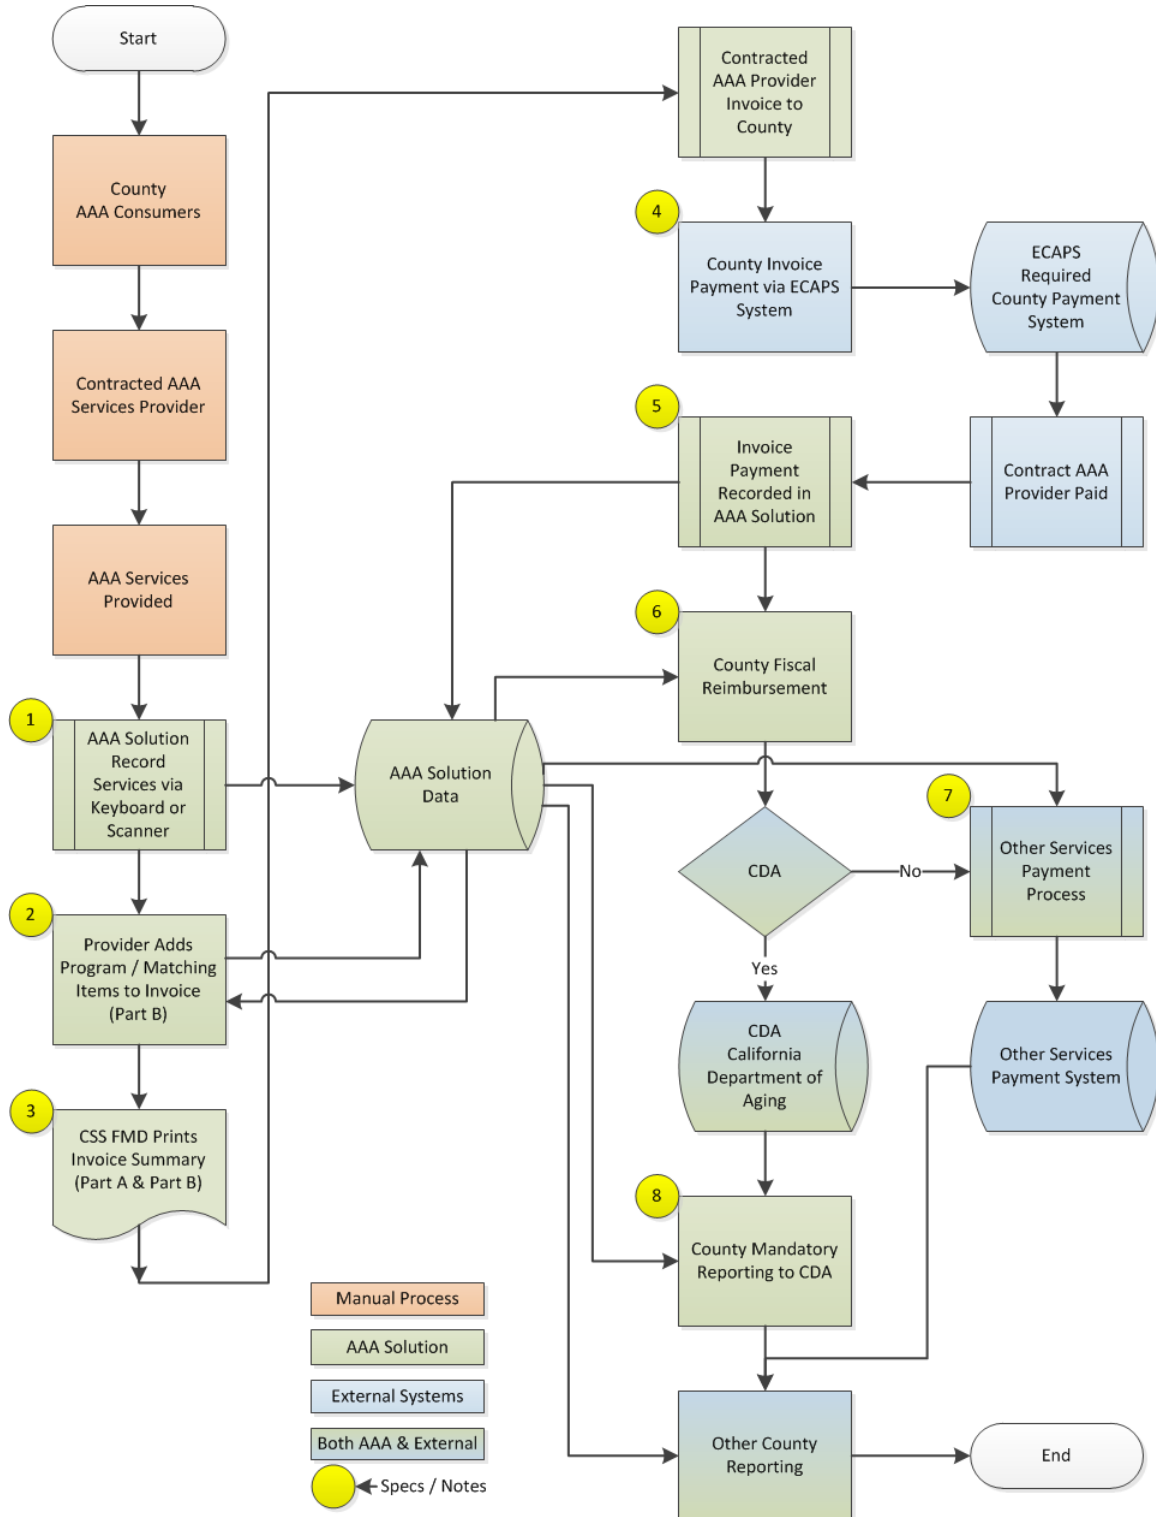 Start
County
AAA Consumers
Contracted AAA
Services Provider
AAA Services
Provided
1
AAA Solution
Record
Services via
Keyboard or
Scanner
2
Provider Adds
Program / Matching
Items to Invoice
(Part B)
3
CSS FMD Prints
Invoice Summary
(Part A & Part B)
AAA Solution
Data
Contracted
AAA Provider
Invoice to
County
4
County Invoice
Payment via ECAPS
System
ECAPS
Required
County Payment
System
Contract AAA
Provider Paid
5
Invoice
Payment
Recorded in
AAA Solution
6
County Fiscal
Reimbursement
CDA
No
7
Other Services
Payment
Process
Other Services
Payment System
Yes
CDA
California
Department of
Aging
8
County Mandatory
Reporting to CDA
Other County
Reporting
End
Manual Process
AAA Solution
External Systems
Both AAA & External
Specs / Notes